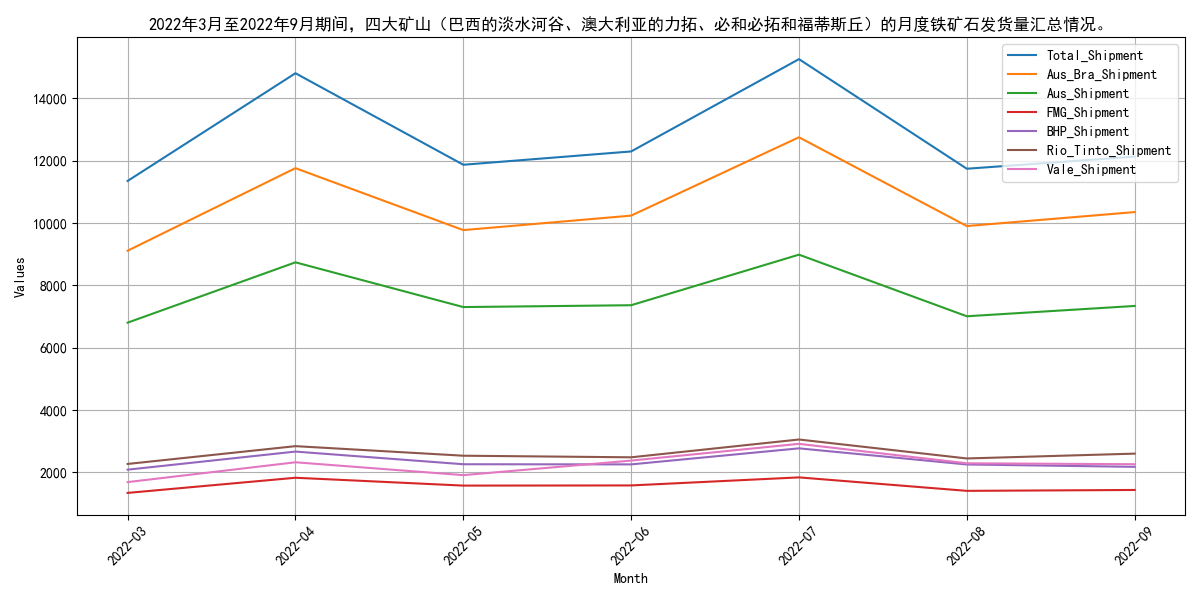 2022年3月至2022年9月期间，四大矿山（巴西的淡水河谷、澳大利亚的力拓、必和必拓和福蒂斯丘）的月度铁矿石发货量汇总情况。
Total_Shipment
Aus_Bra_Shipment
Aus_Shipment
FMG_Shipment
BHP_Shipment
Rio_Tinto_Shipment
Vale_Shipment
14000
12000
10000
8000
6000
4000
2000
Values
2022-03
2022-04
2022-05
2022-06
2022-07
2022-08
2022-09
Month